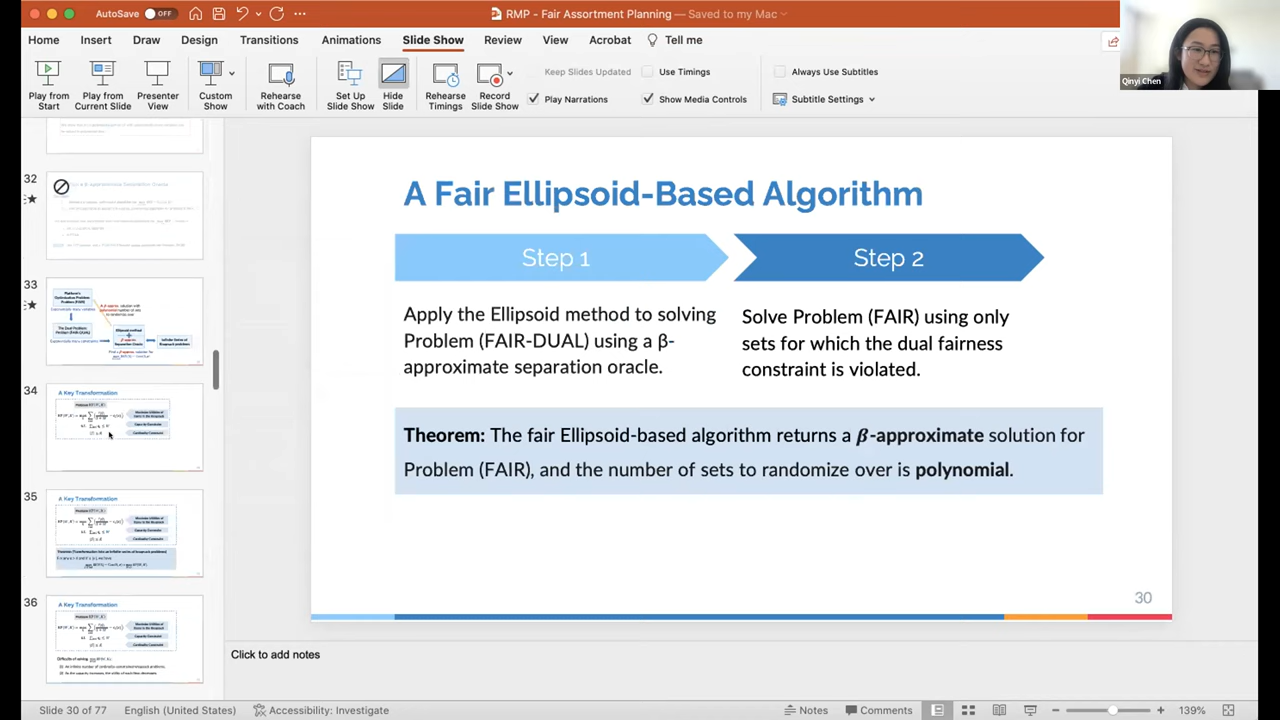 AutoSave OFF
RMP - Fair Assortment Planning — Saved to my Mac
Home Insert Draw Design Transitions Animations Slide Show Review View Acrobat Tell me
Play from Start
Play from Current Slide
Presenter View
Custom Show
Rehearse with Coach
Set Up Slide Show
Hide Slide
Rehearse Timings
Record Slide Show
Keep Slides Updated
Use Timings
Play Narrations
Show Media Controls
Always Use Subtitles
Subtitle Settings
Qinyi Chen
32
33
34
A Key Transformation
35
A Key Transformation
36
A Key Transformation
A Fair Ellipsoid-Based Algorithm
Step 1
Step 2
Apply the Ellipsoid method to solving
Problem (FAIR-DUAL) using a β-
approximate separation oracle.
Solve Problem (FAIR) using only
sets for which the dual fairness
constraint is violated.
Theorem: The fair Ellipsoid-based algorithm returns a β-approximate solution for
Problem (FAIR), and the number of sets to randomize over is polynomial.
30
Click to add notes
Slide 30 of 77 English (United States) Accessibility: Investigate Notes Comments 139%